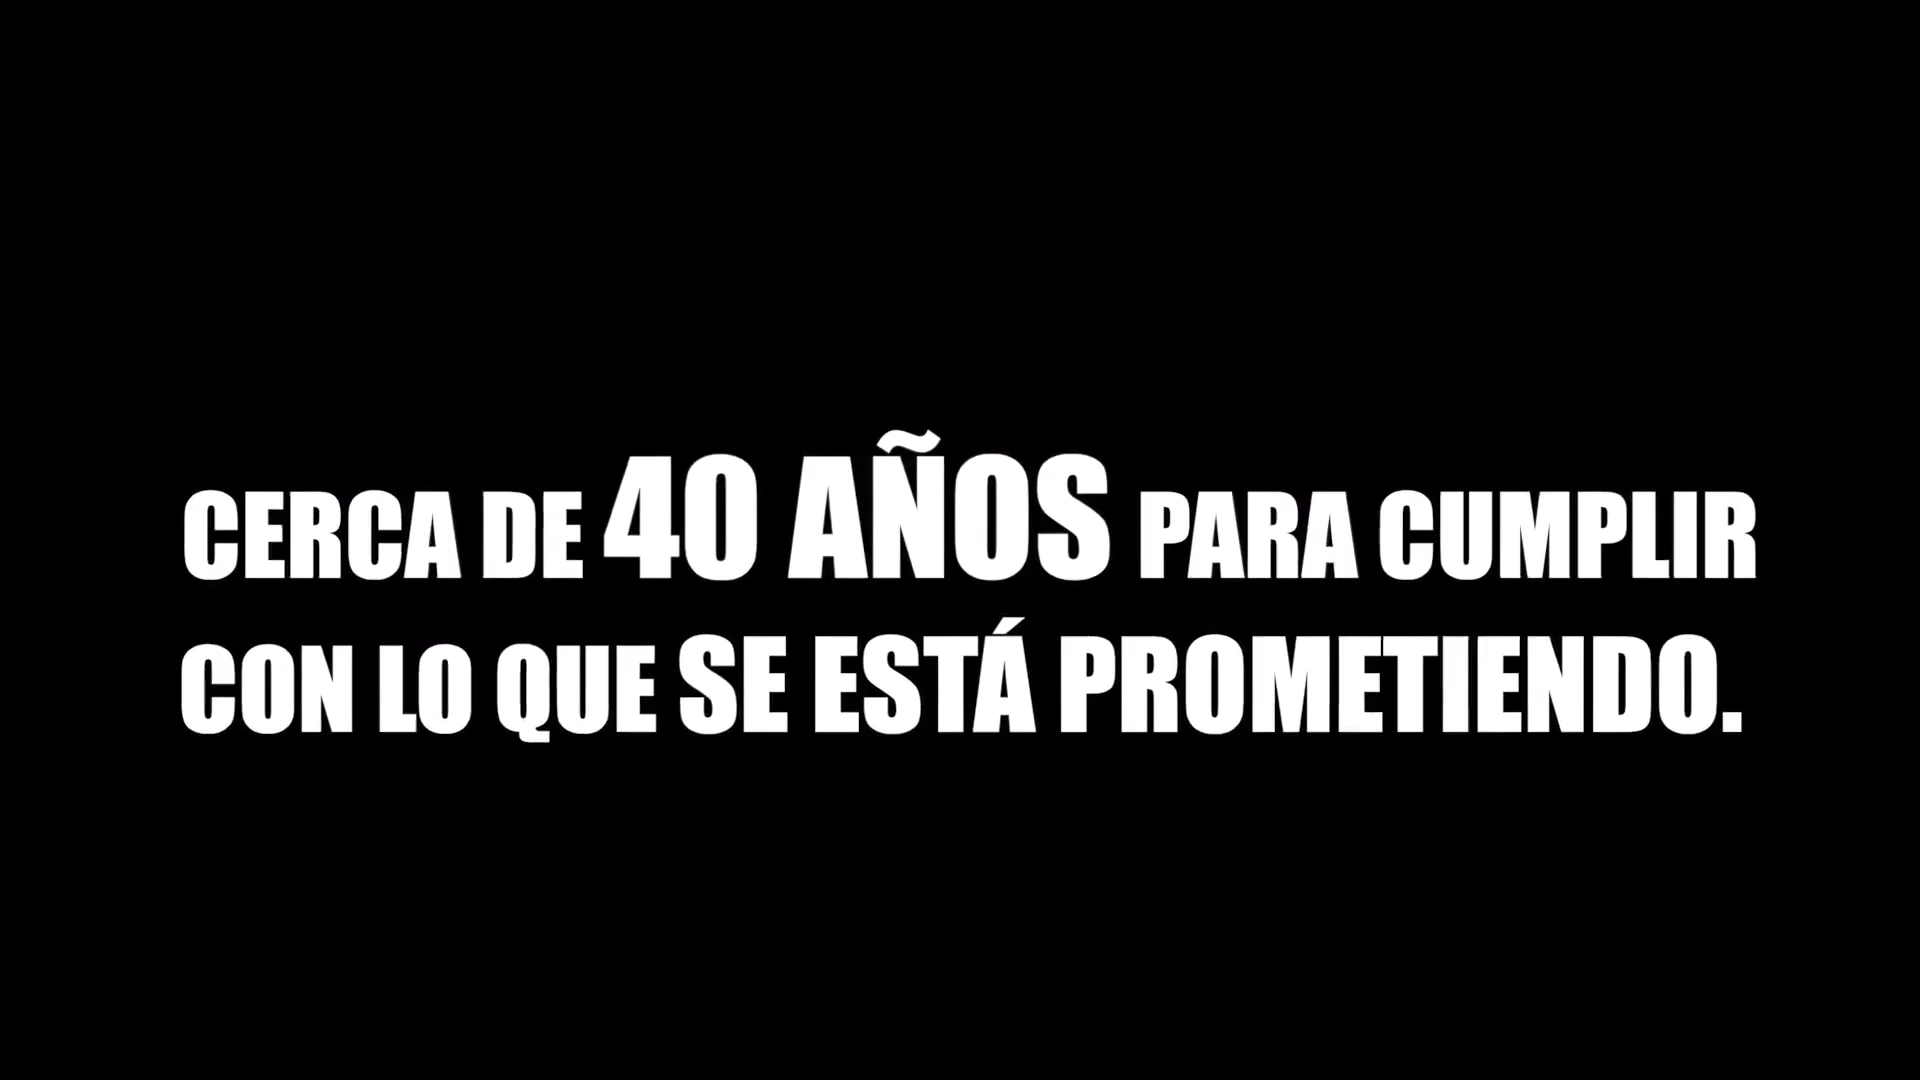 CERCA DE 40 AÑOS PARA CUMPLIR
CON LO QUE SE ESTÁ PROMETIENDO.